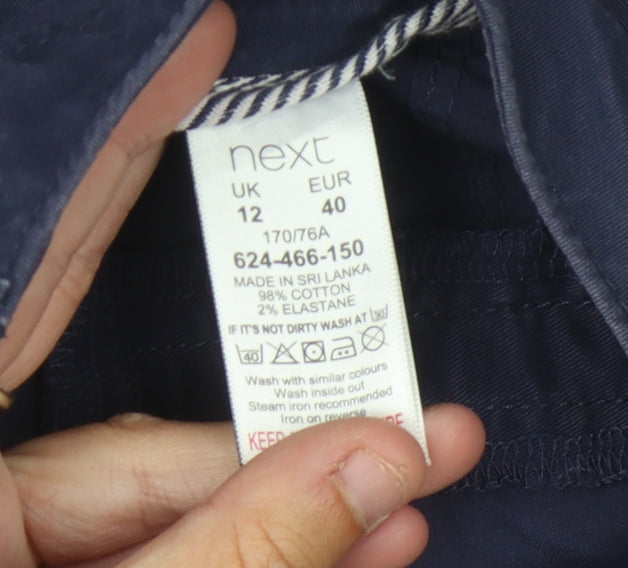 next
UK EUR
12 40
170/76A
624-466-150
MADE IN SRI LANKA
98% COTTON
2% ELASTANE
IF IT'S NOT DIRTY WASH AT 30
40
Wash with similar colours
Wash inside out
Steam iron recommended
Iron on reverse
KEEP